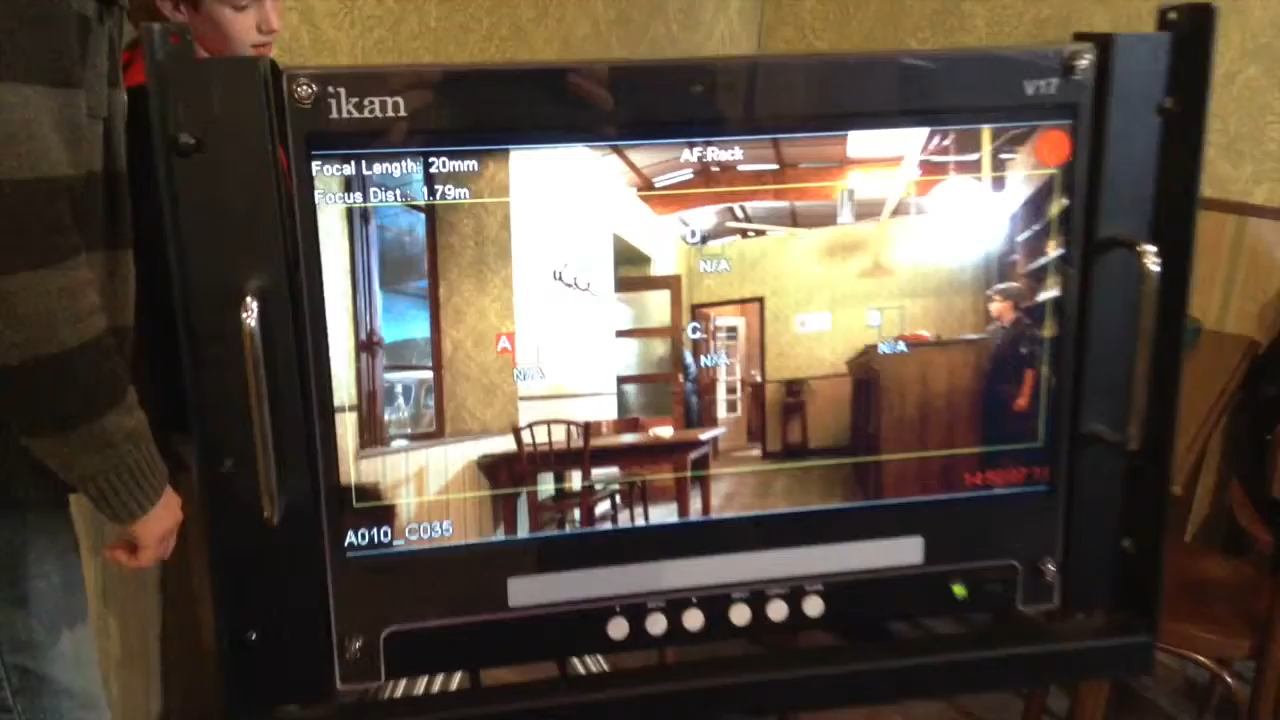 ikan
V17
Focal Length: 20mm
AF:Rack
Focus Dist.: 1.79m
D
N/A
C
A
N/A
N/A
N/A
A010_C035